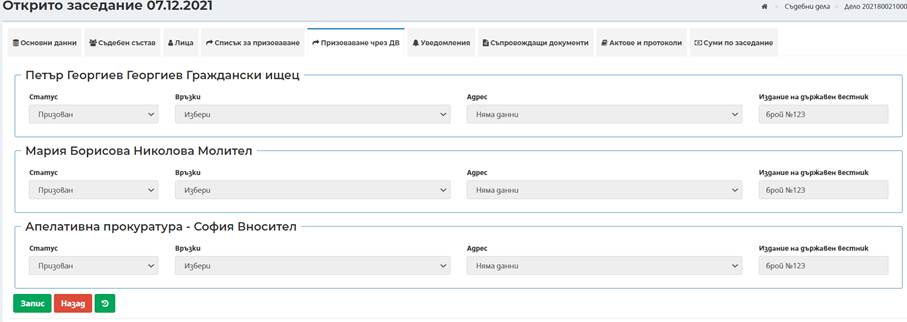 Открито заседание 07.12.2021
Съдебни дела Дело 202180021000
Основни данни Съдебен състав Лица Списък за призоваване Призоваване чрез ДВ Уведомления Съпровождащи документи Актове и протоколи Суми по заседание
Петър Георгиев Георгиев Граждански ищец
Статус Връзки Адрес Издание на държавен вестник
Призован Избери Няма данни брой №123
Мария Борисова Николова Молител
Статус Връзки Адрес Издание на държавен вестник
Призован Избери Няма данни брой №123
Апелативна прокуратура - София Вносител
Статус Връзки Адрес Издание на държавен вестник
Призован Избери Няма данни брой №123
Запис Назад